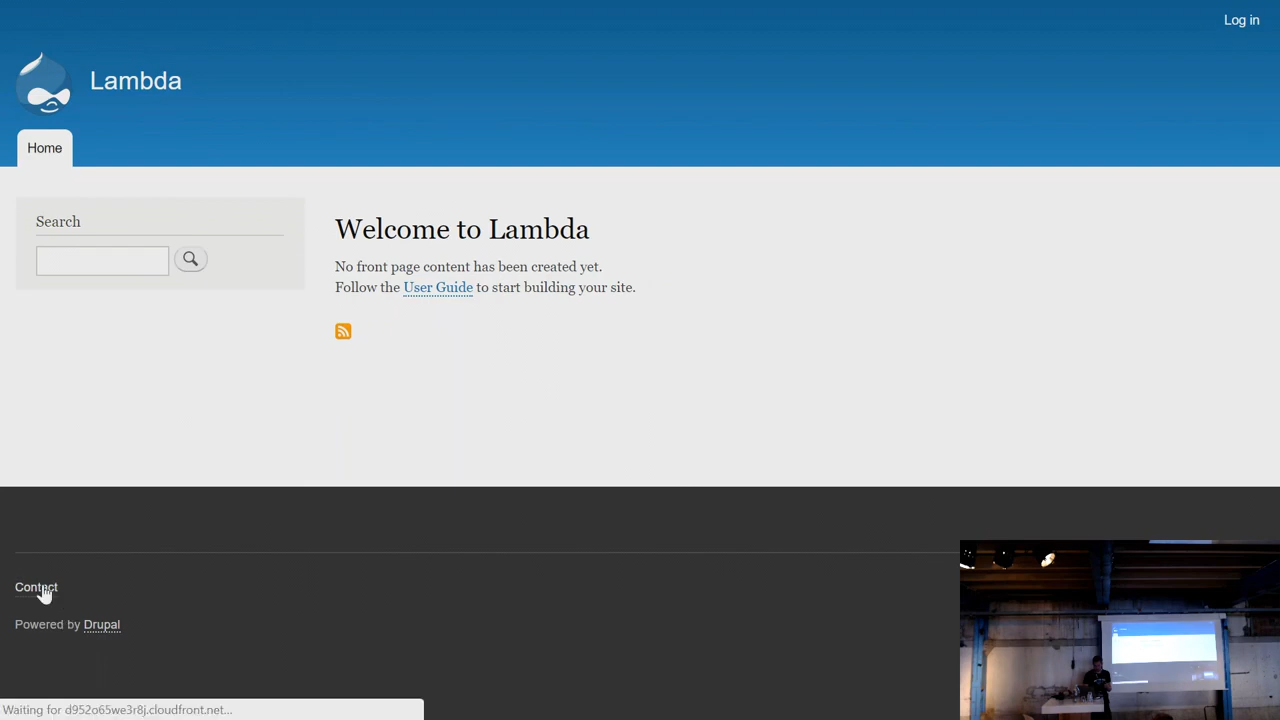 Log in
Lambda
Home
Search
Welcome to Lambda
No front page content has been created yet.
Follow the User Guide to start building your site.
Contact
Powered by Drupal
Waiting for d952o65we3r8j.cloudfront.net...